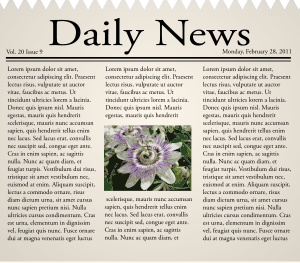 Daily News
Vol. 20 Issue 9
Monday, February 28, 2011
Lorem ipsum dolor sit amet,
consectetur adipiscing elit. Praesent
lectus risus, vulputate ut auctor
vitae, faucibus ac metus. Ut
tincidunt ultricies lorem a lacinia.
Donec quis ipsum nisl. Mauris
egestas, mauris quis hendrerit
scelerisque, mauris nunc accumsan
sapien, quis hendrerit tellus enim
nec lacus. Sed lacus erat, convallis
nec suscipit sed, congue eget ante.
Cras in enim sapien, ac sagittis
nulla. Nunc ac quam diam, et
feugiat turpis. Vestibulum dui risus,
tristique sit amet vestibulum nec,
euismod at enim. Aliquam suscipit,
lectus a commodo ornare, risus
diam dictum urna, sit amet cursus
nunc sapien pretium nisi. Nulla
ultricies cursus condimentum. Cras
est urna, elementum in dignissim
vel, feugiat quis nunc. Fusce ornare
dui at magna venenatis eget luctus
Lorem ipsum dolor sit amet,
consectetur adipiscing elit. Praesent
lectus risus, vulputate ut auctor
vitae, faucibus ac metus. Ut
tincidunt ultricies lorem a lacinia.
Donec quis ipsum nisl. Mauris
egestas, mauris quis hendrerit
scelerisque, mauris nunc accumsan
sapien, quis hendrerit tellus enim
nec lacus. Sed lacus erat, convallis
nec suscipit sed, congue eget ante.
Cras in enim sapien, ac sagittis
nulla. Nunc ac quam diam, et
Lorem ipsum dolor sit amet,
consectetur adipiscing elit. Praesent
lectus risus, vulputate ut auctor
vitae, faucibus ac metus. Ut
tincidunt ultricies lorem a lacinia.
Donec quis ipsum nisl. Mauris
egestas, mauris quis hendrerit
scelerisque, mauris nunc accumsan
sapien, quis hendrerit tellus enim
nec lacus. Sed lacus erat, convallis
nec suscipit sed, congue eget ante.
Cras in enim sapien, ac sagittis
nulla. Nunc ac quam diam, et
feugiat turpis. Vestibulum dui risus,
tristique sit amet vestibulum nec,
euismod at enim. Aliquam suscipit,
lectus a commodo ornare, risus
diam dictum urna, sit amet cursus
nunc sapien pretium nisi. Nulla
ultricies cursus condimentum. Cras
est urna, elementum in dignissim
vel, feugiat quis nunc. Fusce ornare
dui at magna venenatis eget luctus